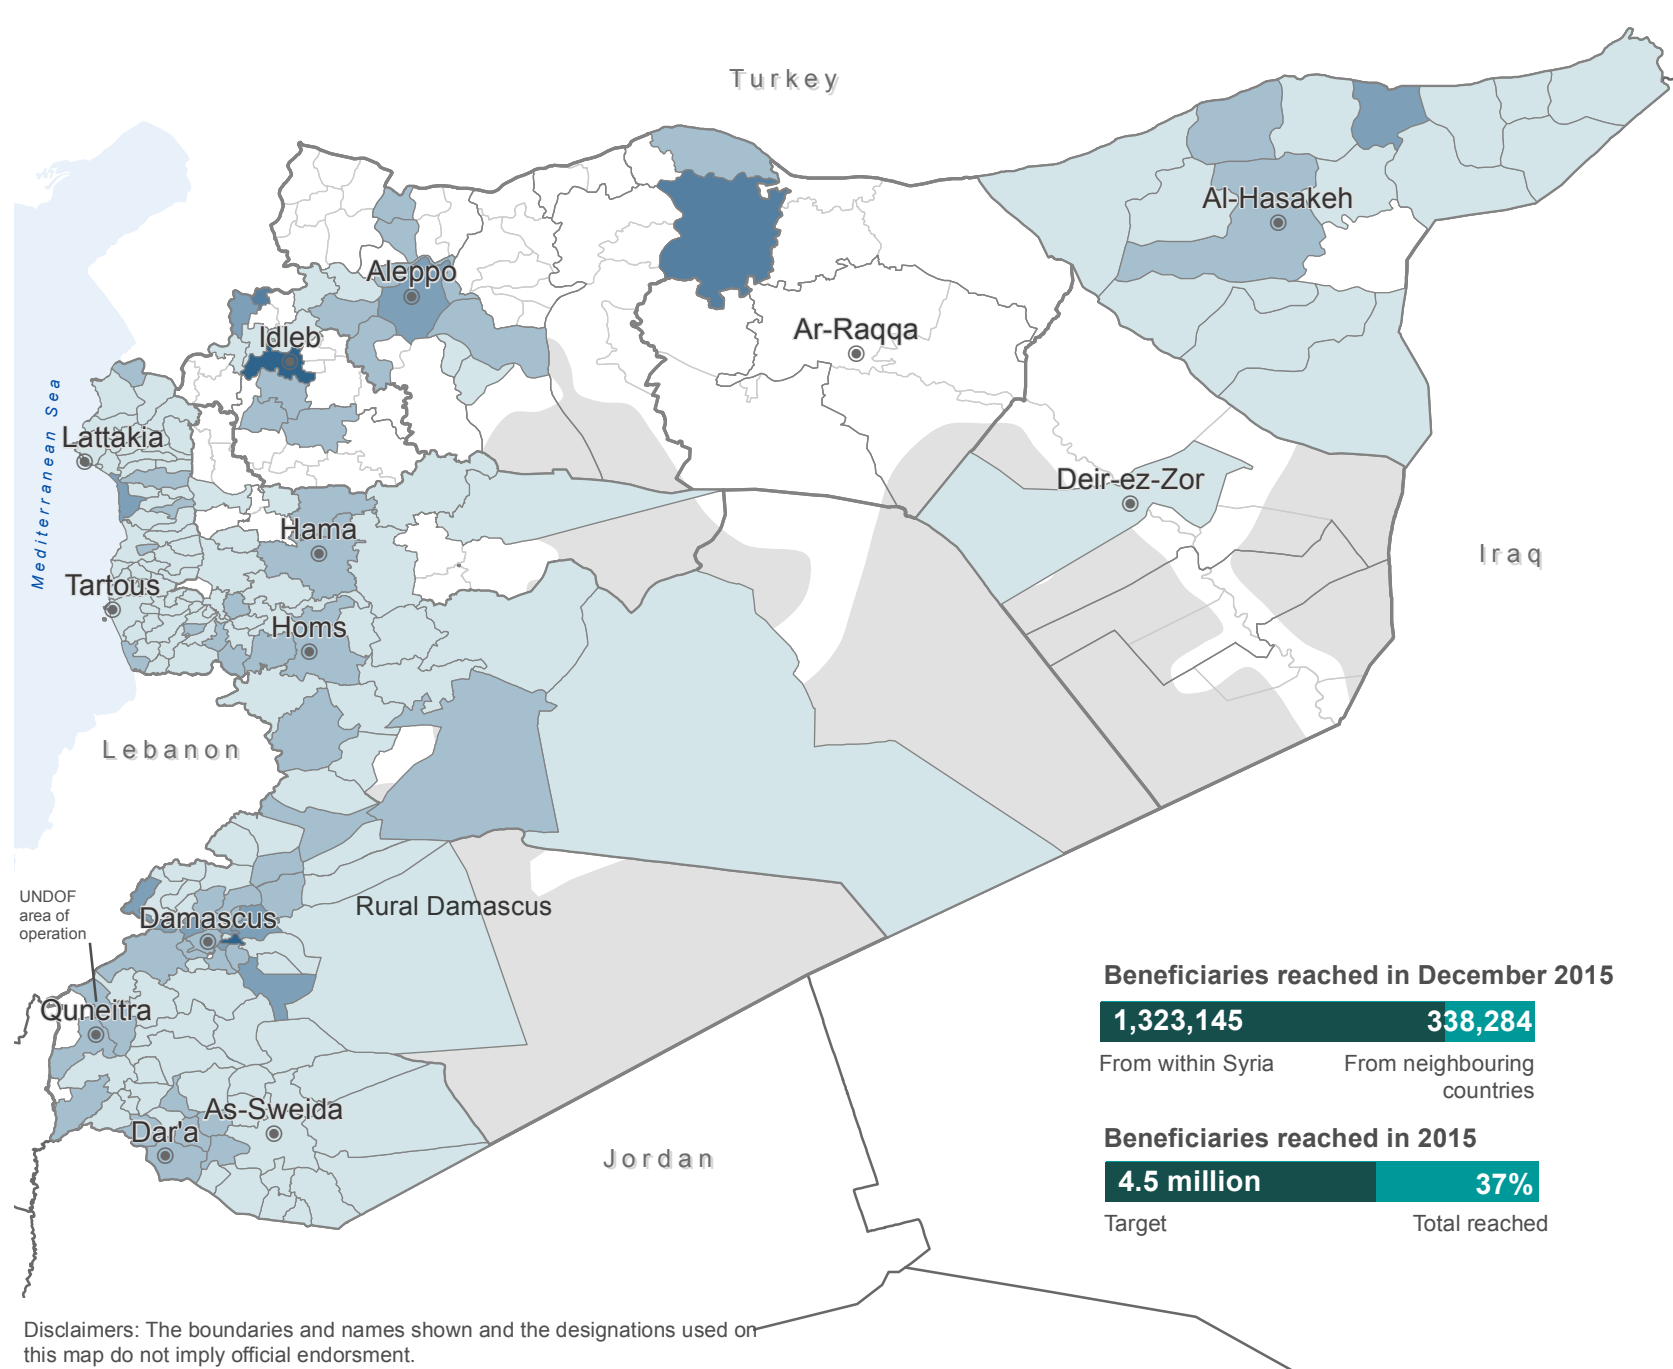 Turkey
Al-Hasakeh
Aleppo
Idleb
Ar-Raqqa
Mediterranean Sea
Lattakia
Deir-ez-Zor
Hama
Iraq
Tartous
Homs
Lebanon
UNDOF
area of
operation
Rural Damascus
Damascus
Quneitra
As-Sweida
Dar'a
Jordan
Beneficiaries reached in December 2015
1,323,145 338,284
From within Syria From neighbouring
countries
Beneficiaries reached in 2015
4.5 million 37%
Target Total reached
Disclaimers: The boundaries and names shown and the designations used on
this map do not imply official endorsment.